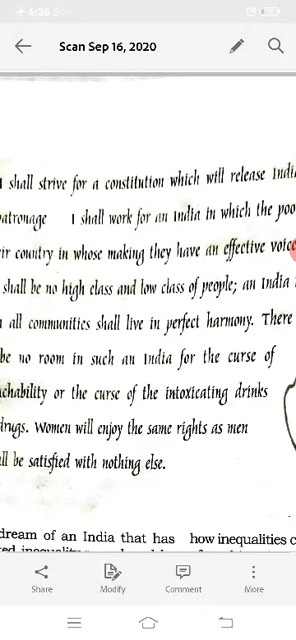 6:26
Scan Sep 16, 2020
I shall strive for a constitution which will release Indi
patronage I shall work for an India in which the poo
ir country in whose making they have an effective voice
shall be no high class and low class of people; an India
all communities shall live in perfect harmony. There
be no room in such an India for the curse of
chability or the curse of the intoxicating drinks
drugs. Women will enjoy the same rights as men
ll be satisfied with nothing else.
dream of an India that has how inequalities c
Share Modify Comment More